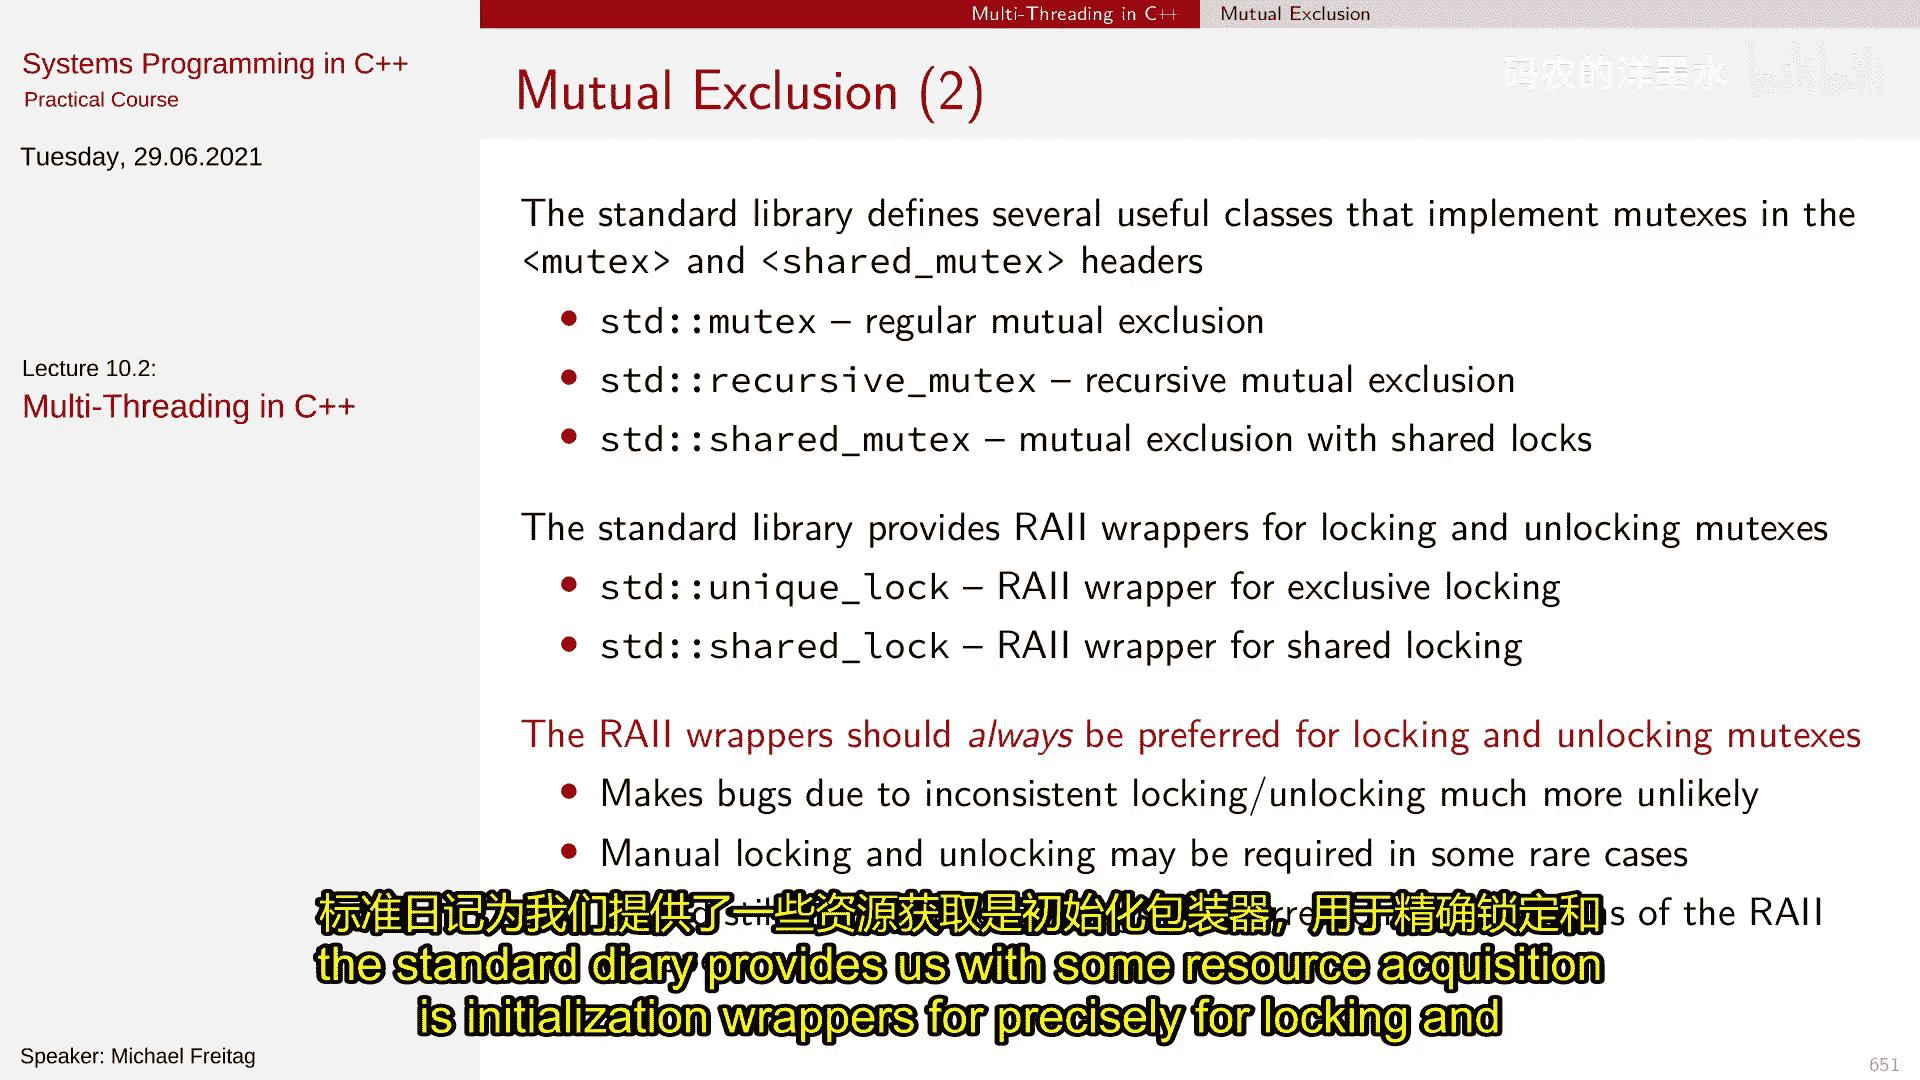 Multi-Threading in C++
Mutual Exclusion
Systems Programming in C++
Practical Course
Tuesday, 29.06.2021
Lecture 10.2:
Multi-Threading in C++
Mutual Exclusion (2)
码农的洋墨水
bilibili
The standard library defines several useful classes that implement mutexes in the
<mutex> and <shared_mutex> headers
• std::mutex – regular mutual exclusion
• std::recursive_mutex – recursive mutual exclusion
• std::shared_mutex – mutual exclusion with shared locks
The standard library provides RAII wrappers for locking and unlocking mutexes
• std::unique_lock – RAII wrapper for exclusive locking
• std::shared_lock – RAII wrapper for shared locking
The RAII wrappers should always be preferred for locking and unlocking mutexes
• Makes bugs due to inconsistent locking/unlocking much more unlikely
• Manual locking and unlocking may be required in some rare cases
of the RAII
标准日记为我们提供了一些资源获取是初始化包装器，用于精确锁定和
the standard diary provides us with some resource acquisition
is initialization wrappers for precisely for locking and
Speaker: Michael Freitag
651